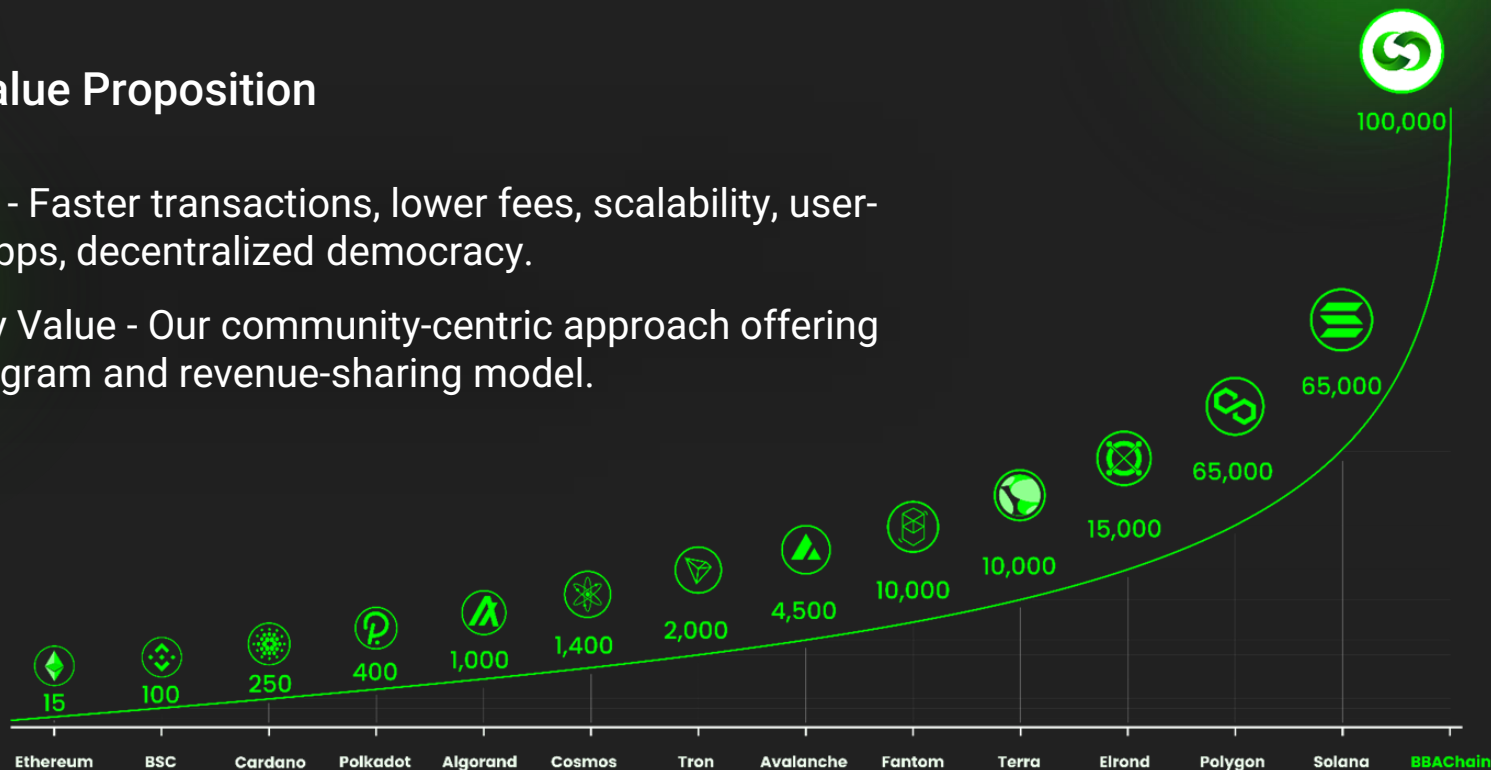 alue Proposition
- Faster transactions, lower fees, scalability, user-
pps, decentralized democracy.
y Value - Our community-centric approach offering
gram and revenue-sharing model.
100,000
65,000
65,000
15,000
10,000
10,000
4,500
2,000
1,400
1,000
400
250
100
15
Ethereum BSC Cardano Polkadot Algorand Cosmos Tron Avalanche Fantom Terra Elrond Polygon Solana BBAChain